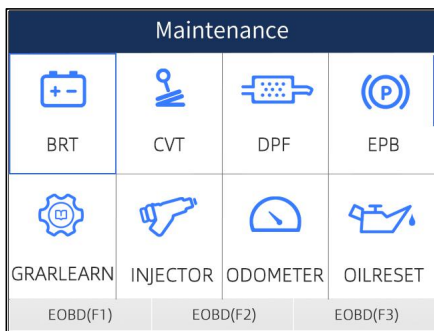 Maintenance
BRT CVT DPF EPB
GRARLEARN INJECTOR ODOMETER OILRESET
EOBD(F1) EOBD(F2) EOBD(F3)